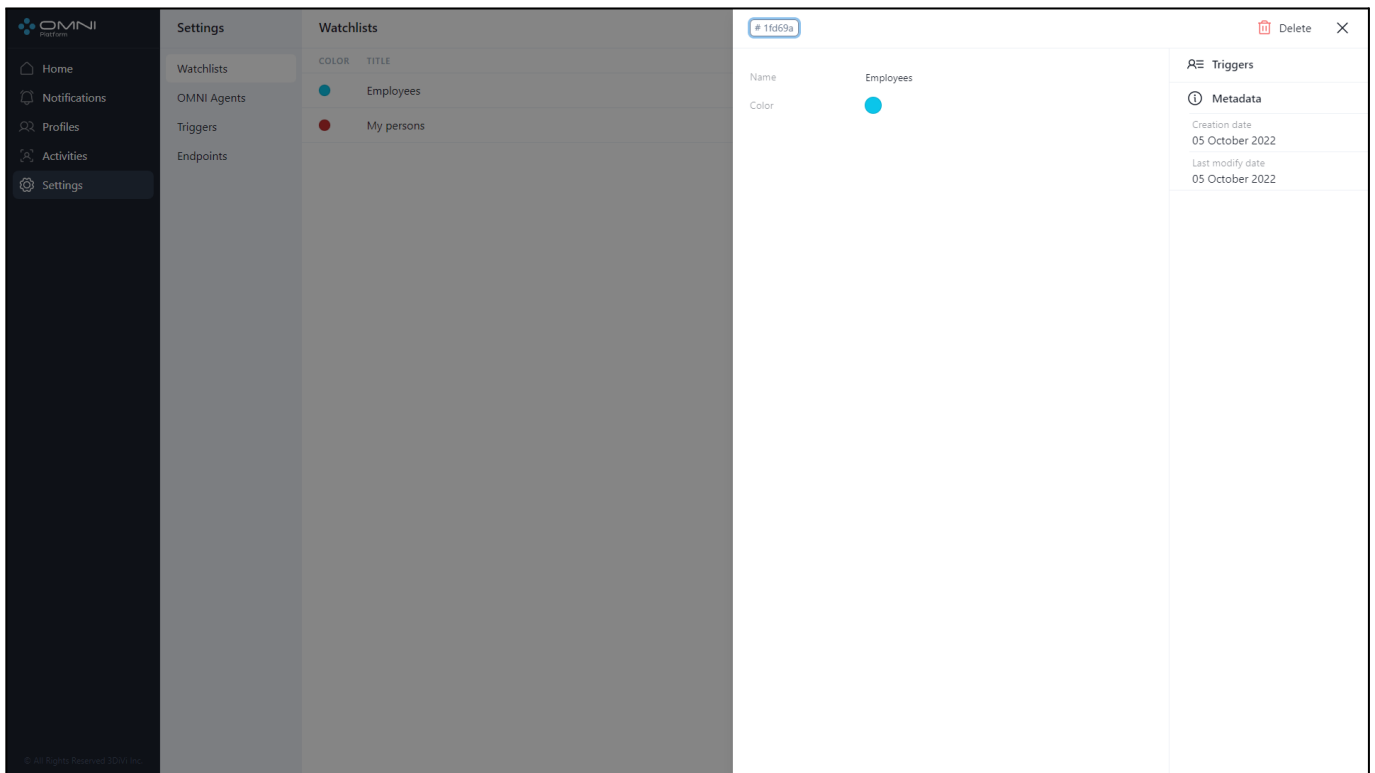 OMNI
Platform
Home
Notifications
Profiles
Activities
Settings
© All Rights Reserved 3DiVi Inc
Settings
Watchlists
OMNI Agents
Triggers
Endpoints
Watchlists
COLOR TITLE
Employees
My persons
# 1fd69a
Delete
Name Employees
Color
Triggers
Metadata
Creation date
05 October 2022
Last modify date
05 October 2022